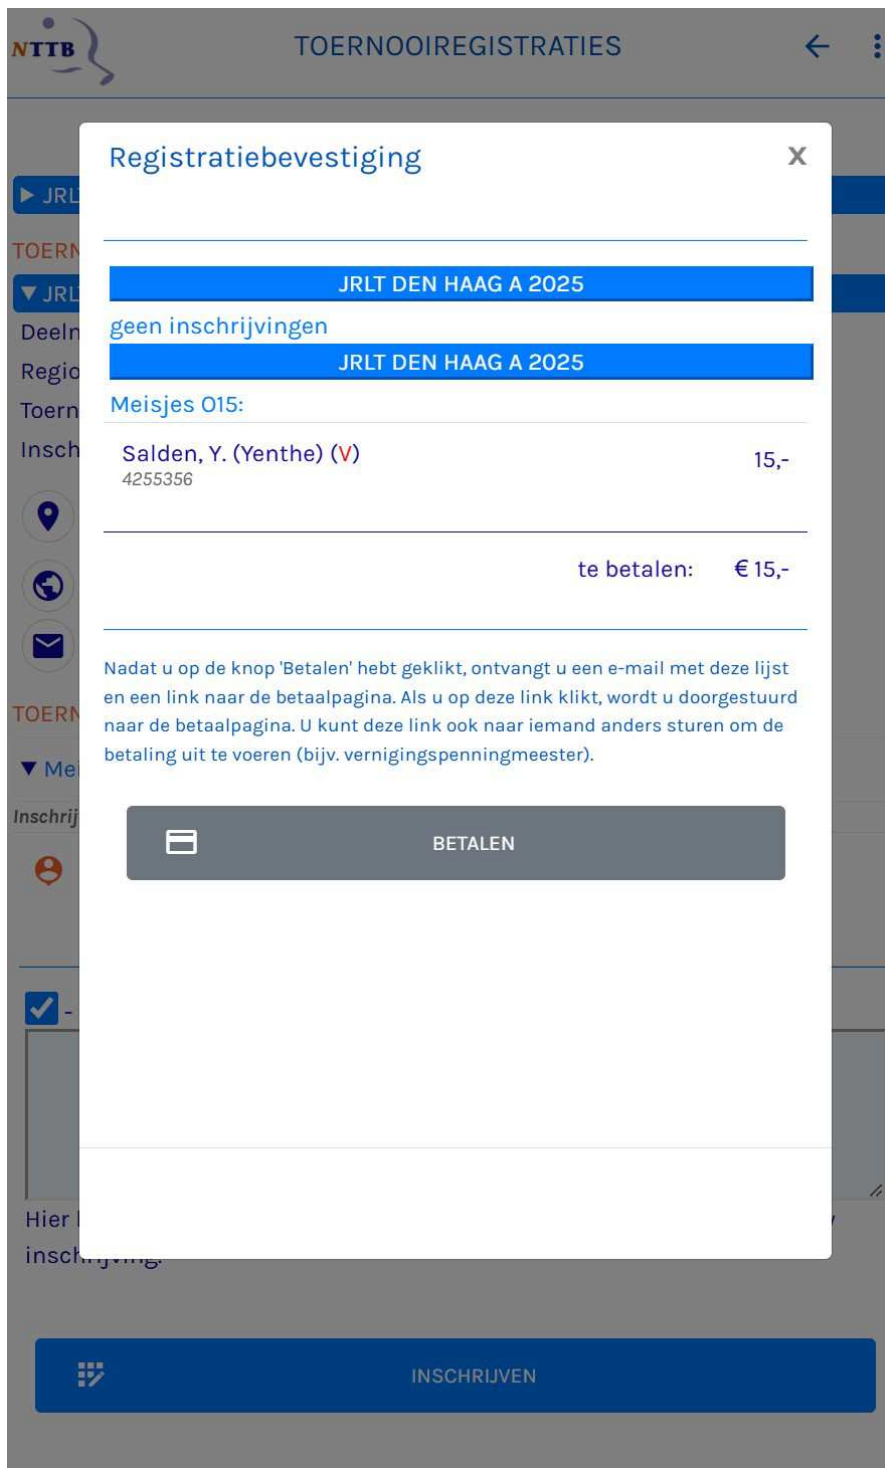 NTTB
TOERNOOIREGISTRATIES
Registratiebevestiging
X
JRLT DEN HAAG A 2025
geen inschrijvingen
JRLT DEN HAAG A 2025
Meisjes O15:
Salden, Y. (Yenthe) (V)
15,-
4255356
te betalen: € 15,-
Nadat u op de knop 'Betalen' hebt geklikt, ontvangt u een e-mail met deze lijst
en een link naar de betaalpagina. Als u op deze link klikt, wordt u doorgestuurd
naar de betaalpagina. U kunt deze link ook naar iemand anders sturen om de
betaling uit te voeren (bijv. vernigingspenningmeester).
BETALEN
Hier
inschrijving.
INSCHRIJVEN